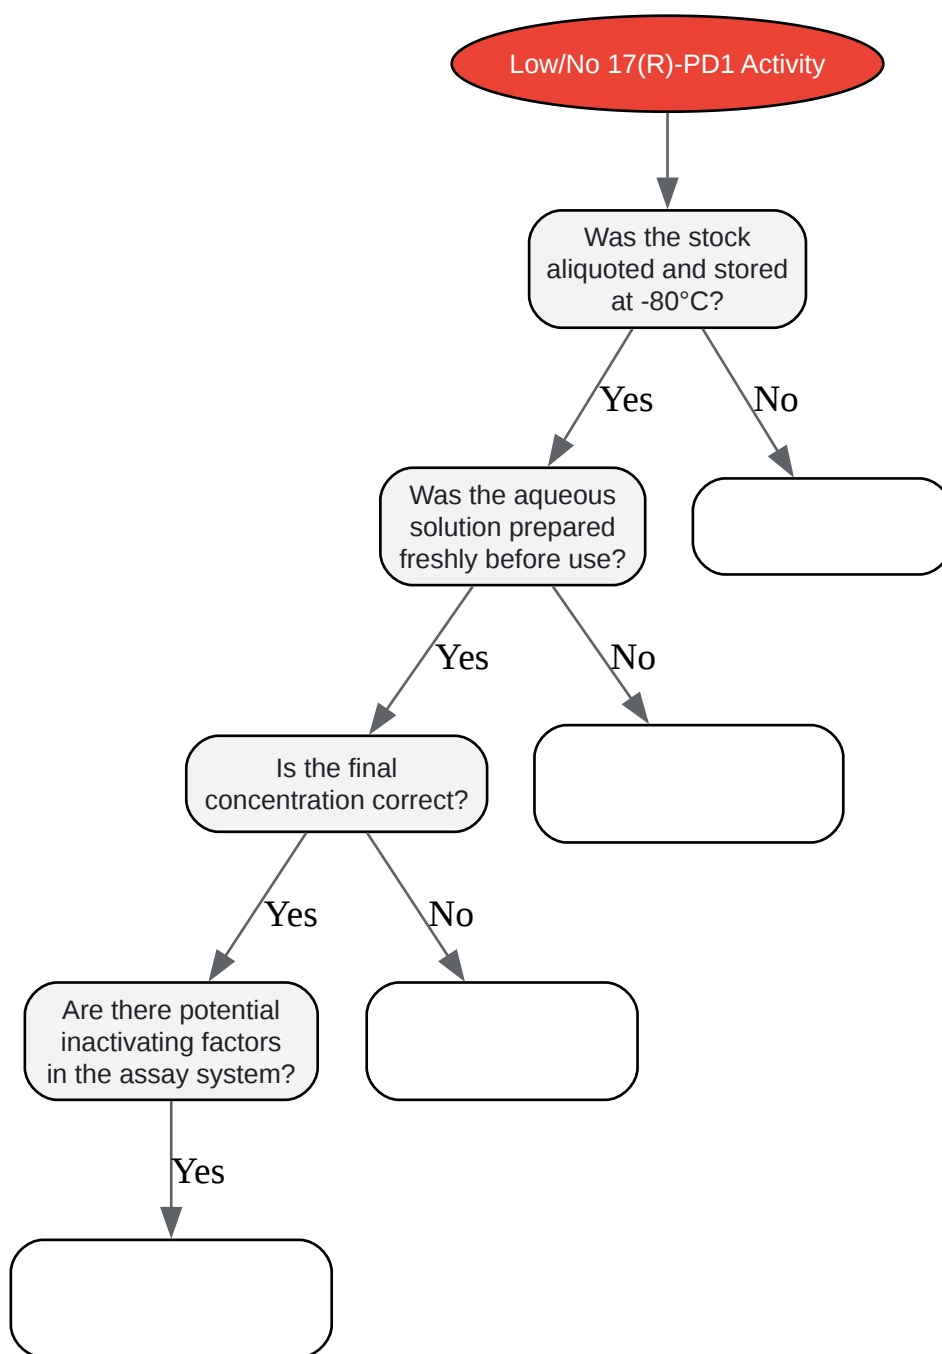 Low/No 17(R)-PD1 Activity
Was the stock
aliquoted and stored
at -80°C?
Yes
No
Was the aqueous
solution prepared
freshly before use?
Yes
No
Is the final
concentration correct?
Yes
No
Are there potential
inactivating factors
in the assay system?
Yes